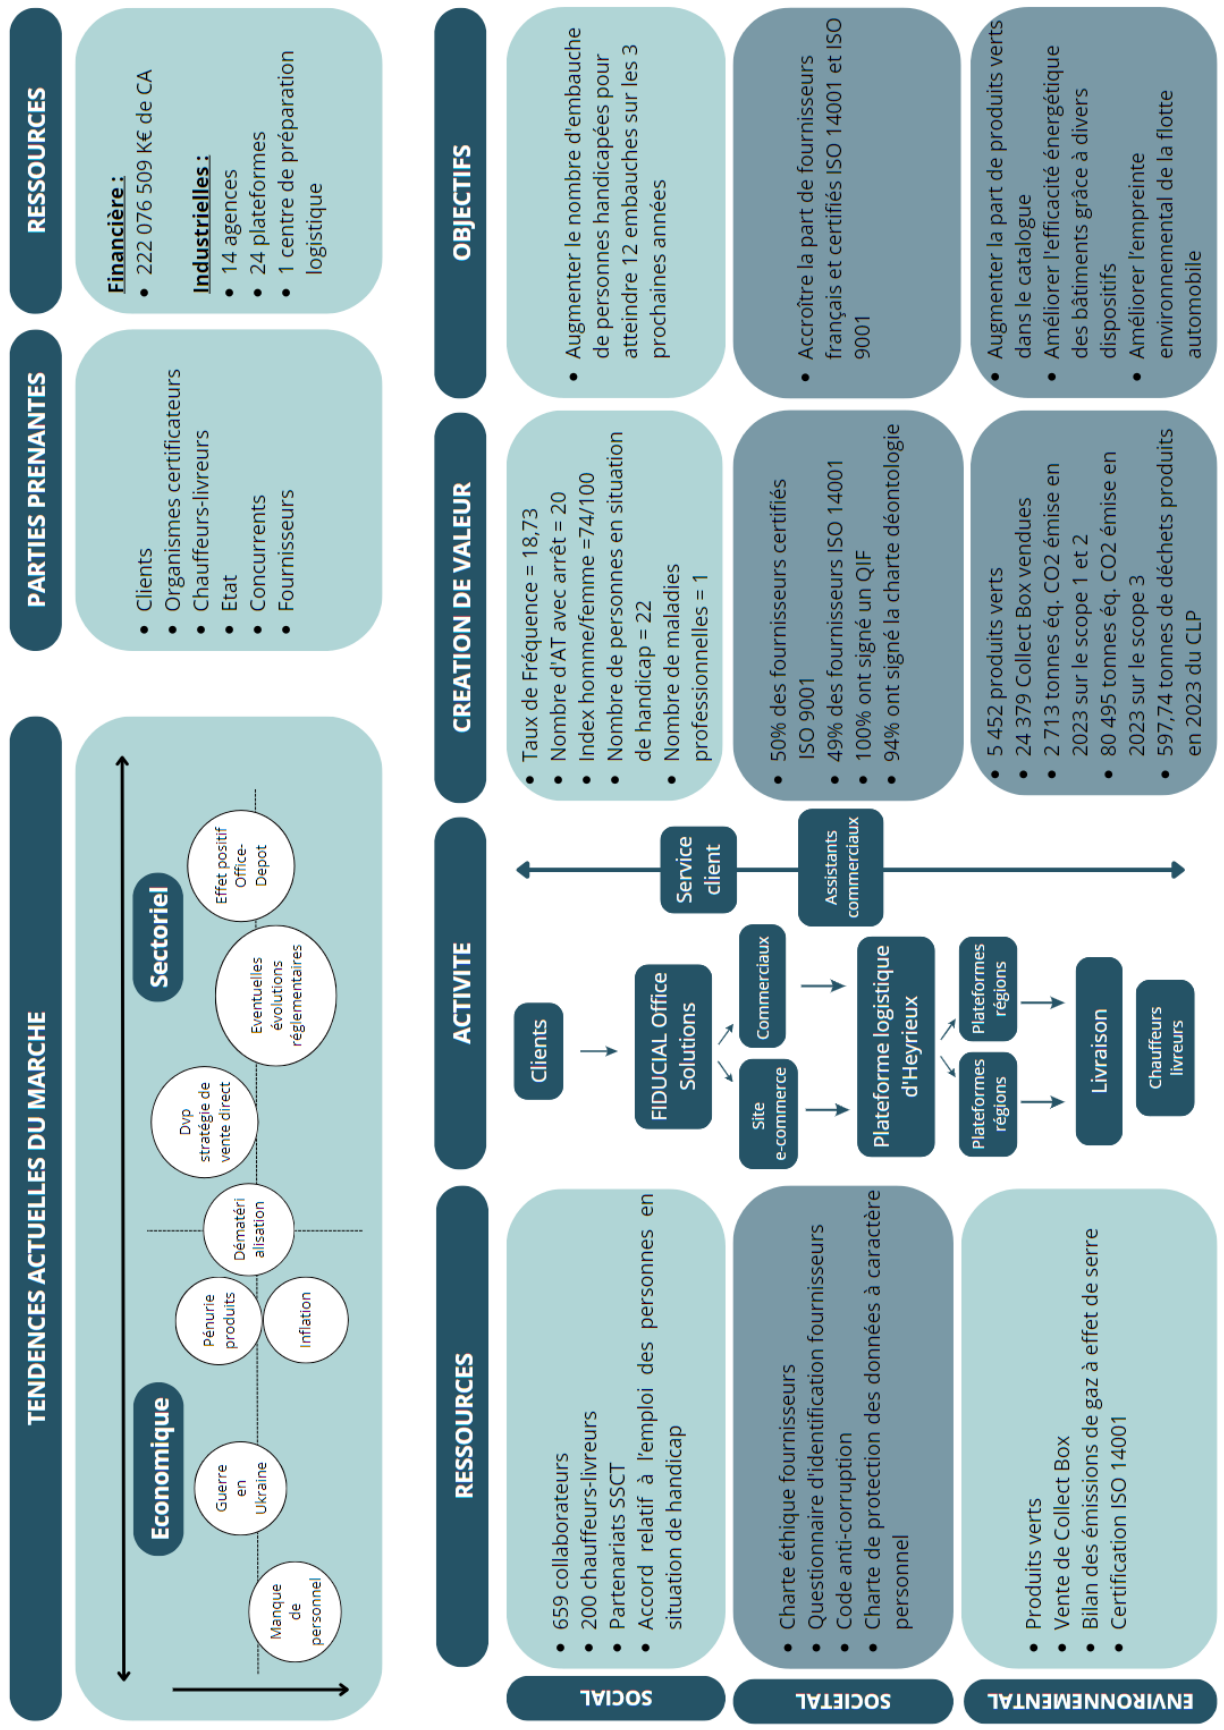 TENDENCES ACTUELLES DU MARCHE
Economique
Sectoriel
Manque
de
personnel
Guerre
en
Ukraine
Pénurie
produits
Inflation
Dématéri
alisation
Dvp
stratégie de
vente direct
Eventuelles
évolutions
réglementaires
Effet positif
Office-
Depot
PARTIES PRENANTES
• Clients
• Organismes certificateurs
• Chauffeurs-livreurs
• Etat
• Concurrents
• Fournisseurs
RESSOURCES
Financière :
• 222 076 509 K€ de CA
Industrielles :
• 14 agences
• 24 plateformes
• 1 centre de préparation
logistique
RESSOURCES
ACTIVITE
CREATION DE VALEUR
OBJECTIFS
SOCIAL
• 659 collaborateurs
• 200 chauffeurs-livreurs
• Partenariats SSCT
• Accord relatif à l'emploi des personnes en
situation de handicap
SOCIETAL
• Charte éthique fournisseurs
• Questionnaire d'identification fournisseurs
• Code anti-corruption
• Charte de protection des données à caractère
personnel
ENVIRONNEMENTAL
• Produits verts
• Vente de Collect Box
• Bilan des émissions de gaz à effet de serre
• Certification ISO 14001
Clients
FIDUCIAL Office
Solutions
Site
e-commerce
Commerciaux
Plateforme logistique
d'Heyrieux
Plateformes
régions
Plateformes
régions
Livraison
Chauffeurs
livreurs
Service
client
Assistants
commerciaux
• Taux de Fréquence = 18,73
• Nombre d'AT avec arrêt = 20
• Index homme/femme =74/100
• Nombre de personnes en situation
de handicap = 22
• Nombre de maladies
professionnelles = 1
• 50% des fournisseurs certifiés
ISO 9001
• 49% des fournisseurs ISO 14001
• 100% ont signé un QIF
• 94% ont signé la charte déontologie
• 5 452 produits verts
• 24 379 Collect Box vendues
• 2 713 tonnes éq. CO2 émise en
2023 sur le scope 1 et 2
• 80 495 tonnes éq. CO2 émise en
2023 sur le scope 3
• 597,74 tonnes de déchets produits
en 2023 du CLP
• Augmenter le nombre d'embauche
de personnes handicapées pour
atteindre 12 embauches sur les 3
prochaines années
• Accroître la part de fournisseurs
français et certifiés ISO 14001 et ISO
9001
• Augmenter la part de produits verts
dans le catalogue
• Améliorer l'efficacité énergétique
des bâtiments grâce à divers
dispositifs
• Améliorer l'empreinte
environnemental de la flotte
automobile